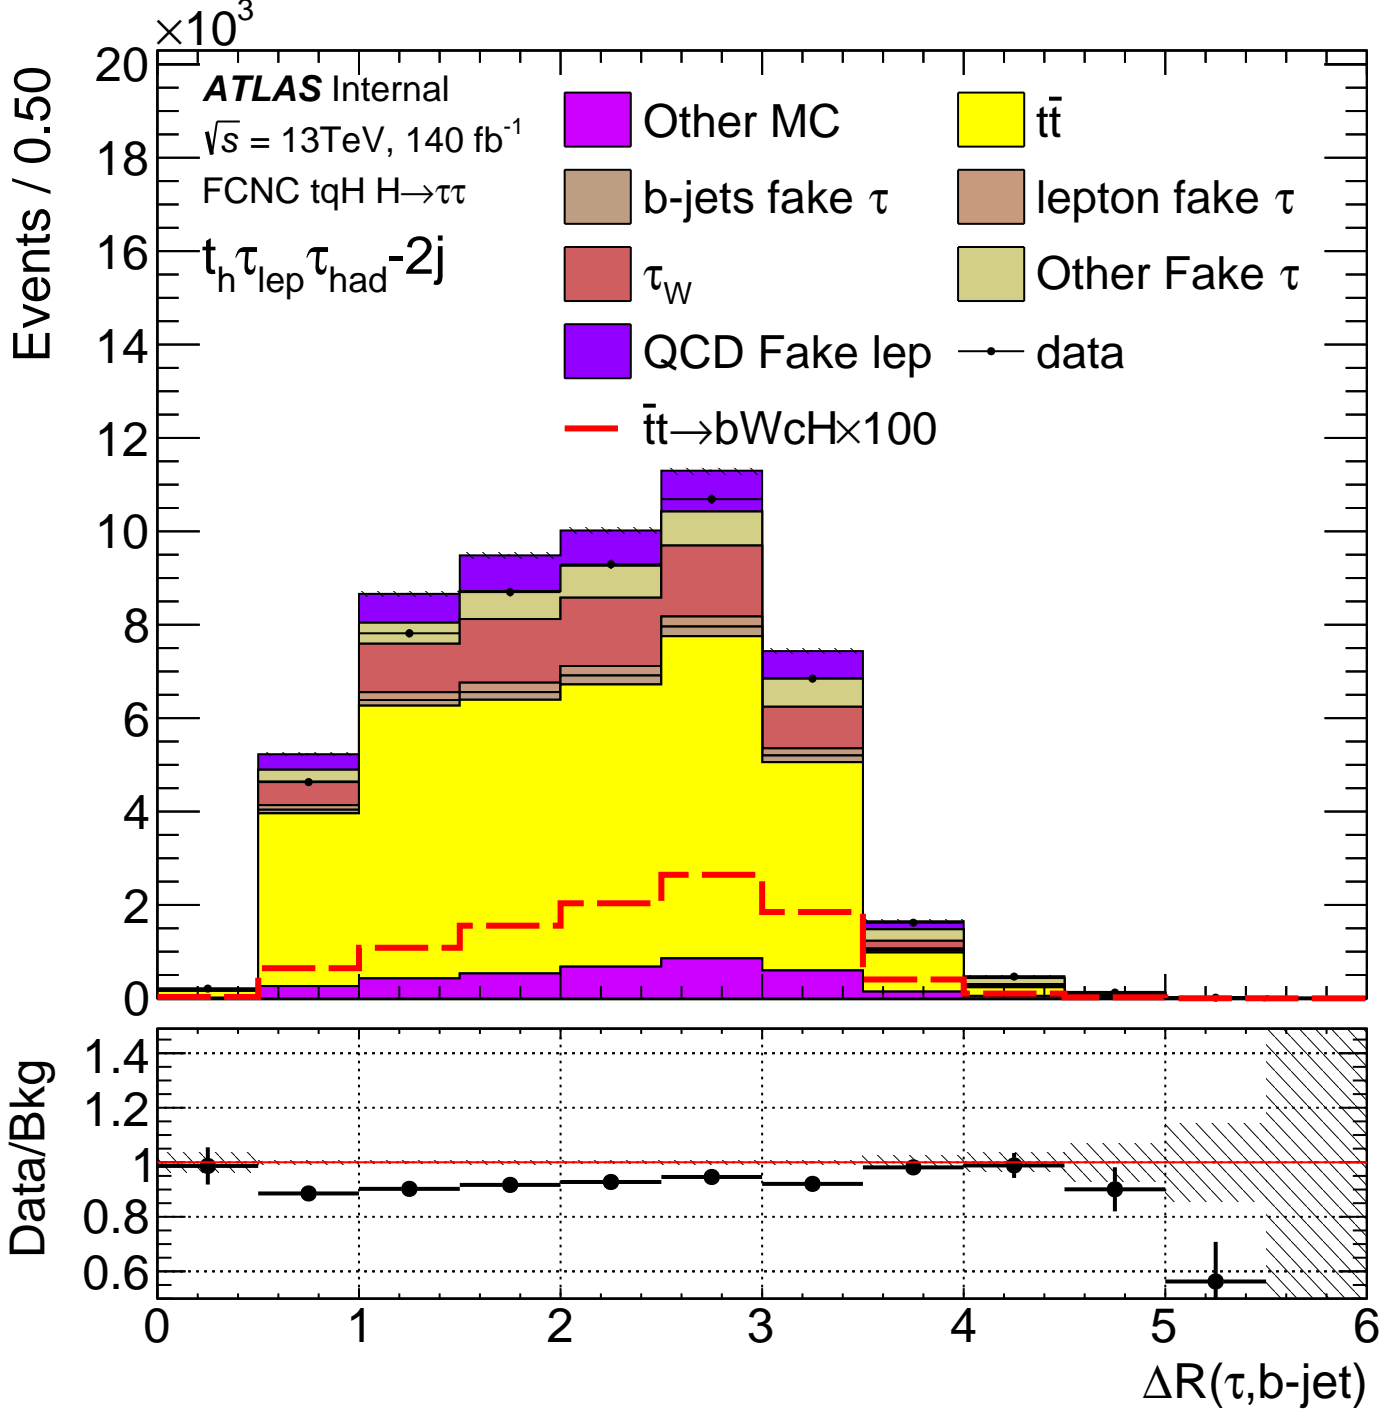 ×10³
Events / 0.50
20
18
16
14
12
10
8
6
4
2
0
ATLAS Internal
√s = 13TeV, 140 fb⁻¹
FCNC tqH H→ττ
t_h τ_lep τ_had-2j
Other MC
tt̄
b-jets fake τ
lepton fake τ
τ_W
Other Fake τ
QCD Fake lep
data
t̄t→bWcH×100
Data/Bkg
1.4
1.2
1
0.8
0.6
0 1 2 3 4 5 6
ΔR(τ,b-jet)